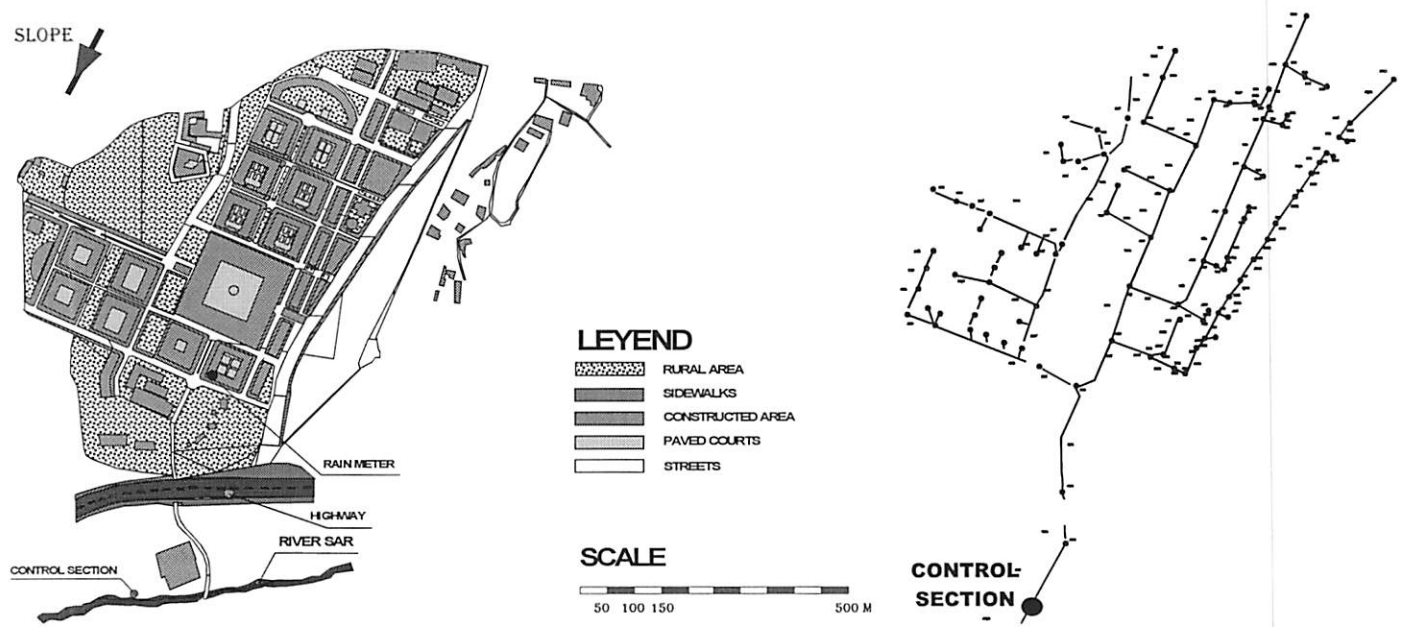 SLOPE
LEYEND
RURAL AREA
SIDEWALKS
CONSTRUCTED AREA
PAVED COURTS
STREETS
RAIN METER
HIGHWAY
RIVER SAR
CONTROL SECTION
SCALE
50 100 150 500 M
CONTROL-
SECTION